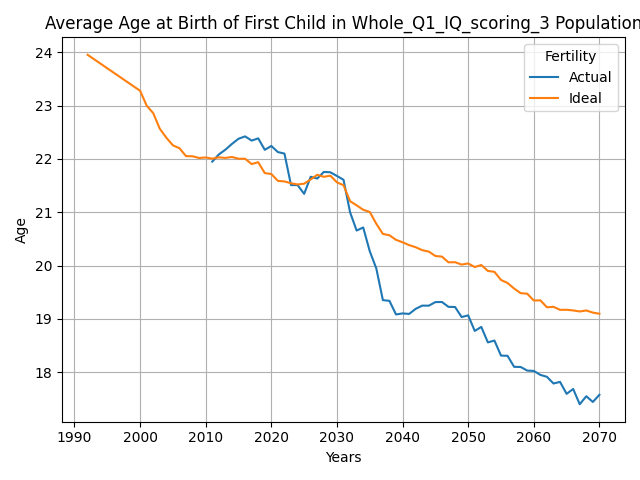 Average Age at Birth of First Child in Whole_Q1_IQ_scoring_3 Population
Fertility
Actual
Ideal
24
23
22
21
20
19
18
Age
1990
2000
2010
2020
2030
2040
2050
2060
2070
Years